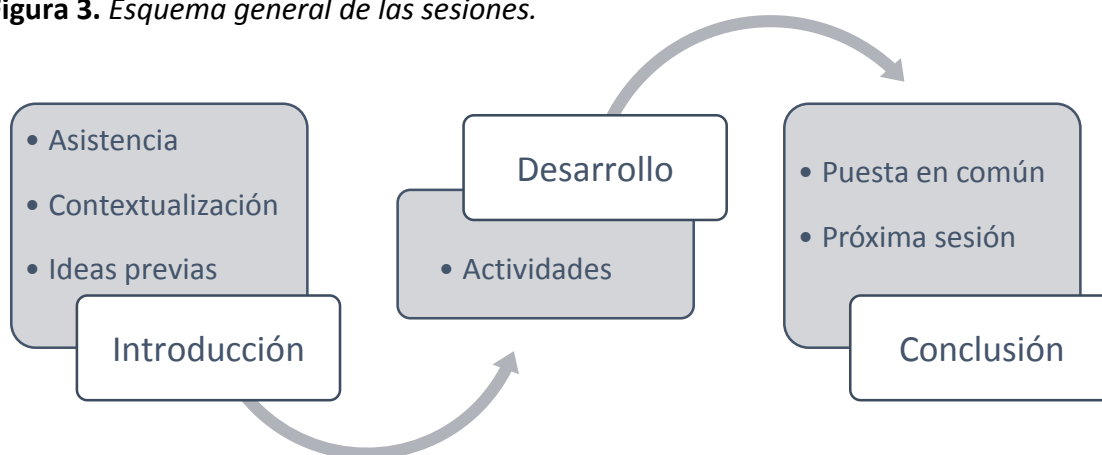 Figura 3. Esquema general de las sesiones.
• Asistencia
• Contextualización
• Ideas previas
Introducción
Desarrollo
• Actividades
• Puesta en común
• Próxima sesión
Conclusión